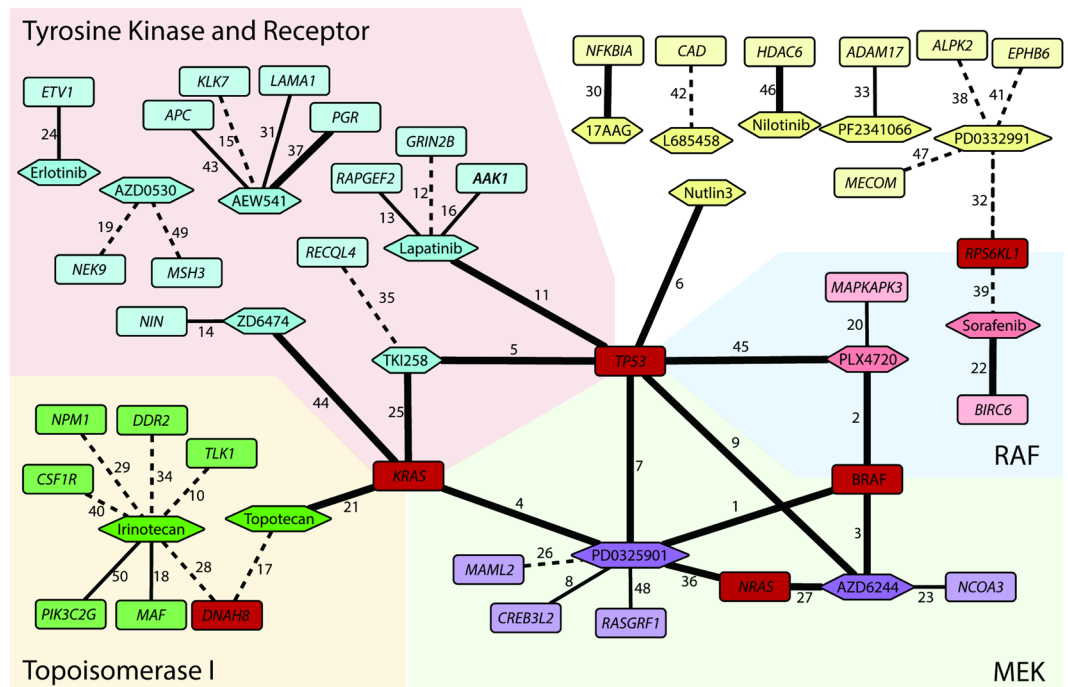 Tyrosine Kinase and Receptor
NFKBIA
CAD
HDAC6
ADAM17
ALPK2
EPHB6
30
42
46
33
38
41
17AAG
L685458
Nilotinib
PF2341066
PD0332991
47
MECOM
32
RPS6KL1
39
Sorafenib
22
BIRC6
ETV1
24
Erlotinib
KLK7
LAMA1
APC
PGR
15
31
37
43
AEW541
AZD0530
19
49
NEK9
MSH3
GRIN2B
RAPGEF2
AAK1
12
13
16
Lapatinib
11
Nutlin3
6
RECQL4
35
NIN
14
ZD6474
44
TKI258
5
25
TP53
45
MAPKAPK3
20
PLX4720
2
RAF
BRAF
9
7
1
3
KRAS
21
4
NPM1
DDR2
TLK1
CSF1R
29
34
10
40
Irinotecan
Topotecan
50
18
28
17
PIK3C2G
MAF
DNAH8
Topoisomerase I
PD0325901
26
MAML2
8
48
CREB3L2
RASGRF1
36
NRAS
27
AZD6244
23
NCOA3
MEK